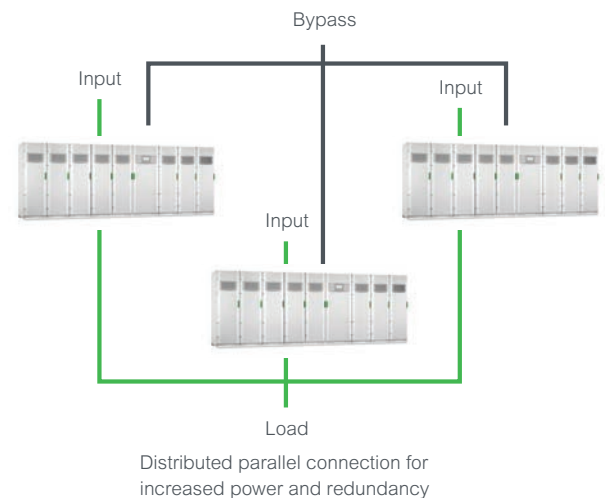 Bypass
Input
Input
Input
Load
Distributed parallel connection for
increased power and redundancy